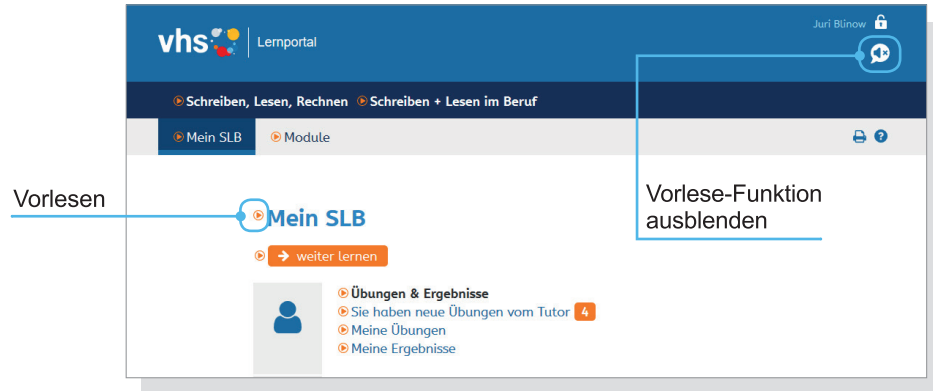 Juri Blinow
vhs Lernportal
Schreiben, Lesen, Rechnen Schreiben + Lesen im Beruf
Mein SLB Module
?
Vorlesen
Mein SLB
Vorlese-Funktion
ausblenden
weiter lernen
Übungen & Ergebnisse
Sie haben neue Übungen vom Tutor 4
Meine Übungen
Meine Ergebnisse